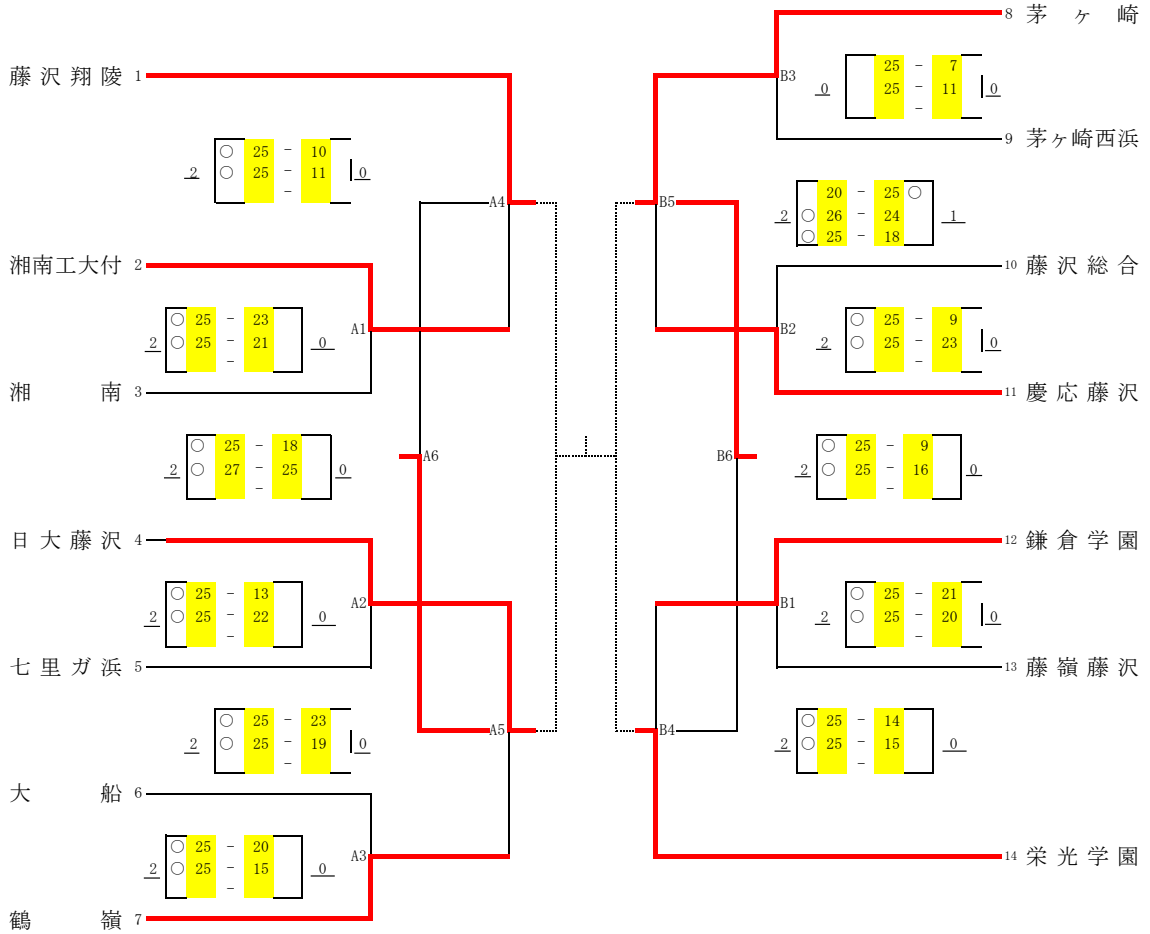 8 茅ヶ崎
藤沢翔陵 1
25 - 7
B3
0 25 - 11 0
-
9 茅ヶ崎西浜
○ 25 - 10
2 ○ 25 - 11 0
-
20 - 25 ○
2 ○ 26 - 24 1
○ 25 - 18
A4
B5
湘南工大付 2
10 藤沢総合
○ 25 - 23
2 ○ 25 - 21 0
-
A1
B2
○ 25 - 9
2 ○ 25 - 23 0
-
湘南 3
11 慶応藤沢
○ 25 - 18
2 ○ 27 - 25 0
-
A6
B6
○ 25 - 9
2 ○ 25 - 16 0
-
日大藤沢 4
12 鎌倉学園
○ 25 - 13
2 ○ 25 - 22 0
-
A2
B1
○ 25 - 21
2 ○ 25 - 20 0
-
七里ガ浜 5
13 藤嶺藤沢
○ 25 - 23
2 ○ 25 - 19 0
-
A5
B4
○ 25 - 14
2 ○ 25 - 15 0
-
大船 6
○ 25 - 20
2 ○ 25 - 15 0
-
A3
14 栄光学園
鶴嶺 7